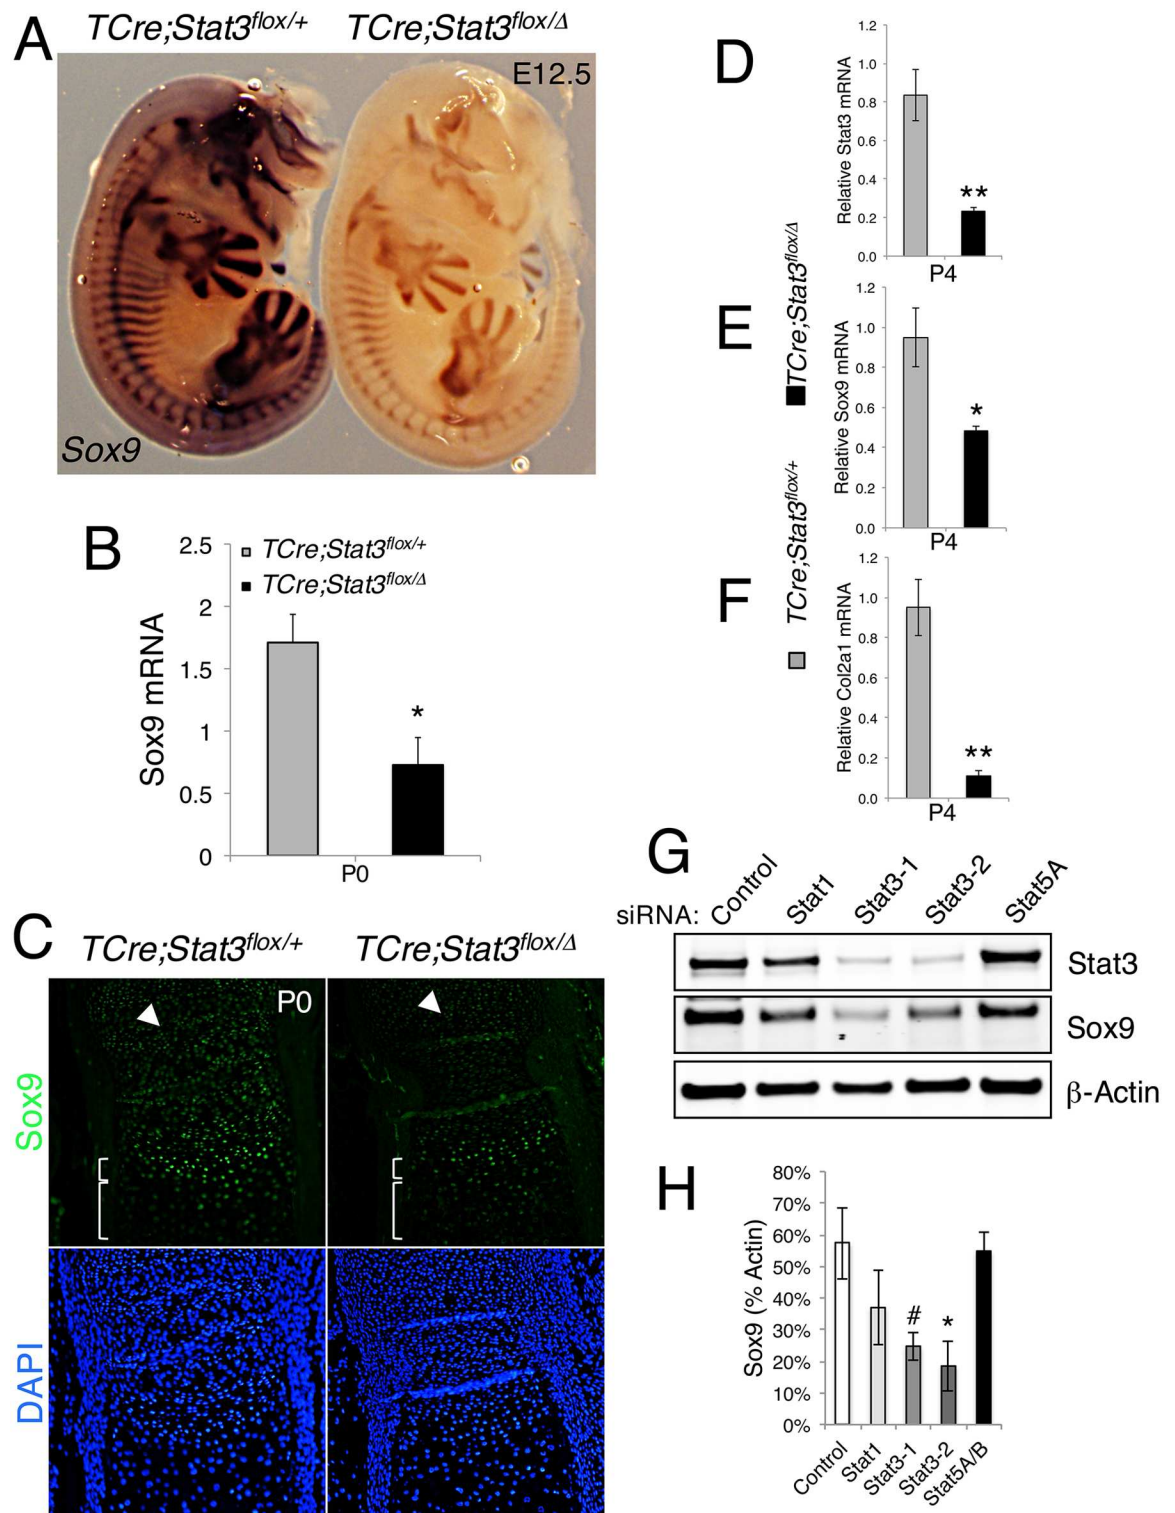 A
TCre;Stat3flox/+ TCre;Stat3flox/Δ
E12.5
Sox9
B
2.5
2
1.5
1
0.5
0
Sox9 mRNA
TCre;Stat3flox/+
TCre;Stat3flox/Δ
*
P0
C
TCre;Stat3flox/+ TCre;Stat3flox/Δ
P0
Sox9
DAPI
D
1.2
1.0
0.8
0.6
0.4
0.2
0.0
Relative Stat3 mRNA
**
P4
TCre;Stat3flox/Δ
TCre;Stat3flox/+
E
1.2
1.0
0.8
0.6
0.4
0.2
0.0
Relative Sox9 mRNA
*
P4
F
1.2
1.0
0.8
0.6
0.4
0.2
0.0
Relative Col2a1 mRNA
**
P4
G
siRNA: Control Stat1 Stat3-1 Stat3-2 Stat5A
Stat3
Sox9
β-Actin
H
80%
70%
60%
50%
40%
30%
20%
10%
0%
Sox9 (% Actin)
# *
Control Stat1 Stat3-1 Stat3-2 Stat5A/B